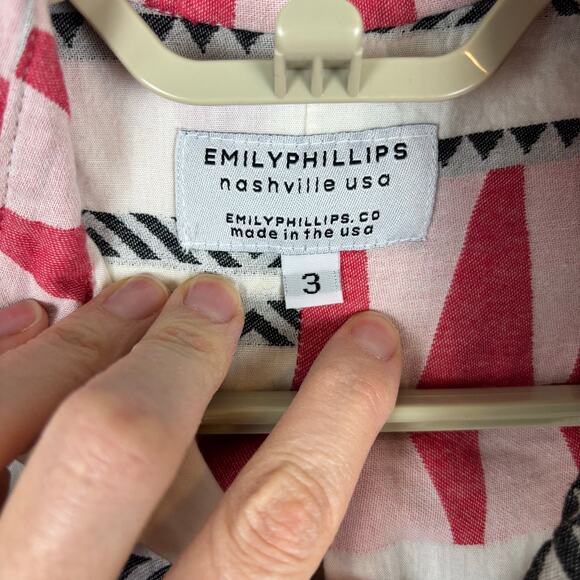 EMILYPHILLIPS
nashville usa
EMILYPHILLIPS.CO
made in the usa
3